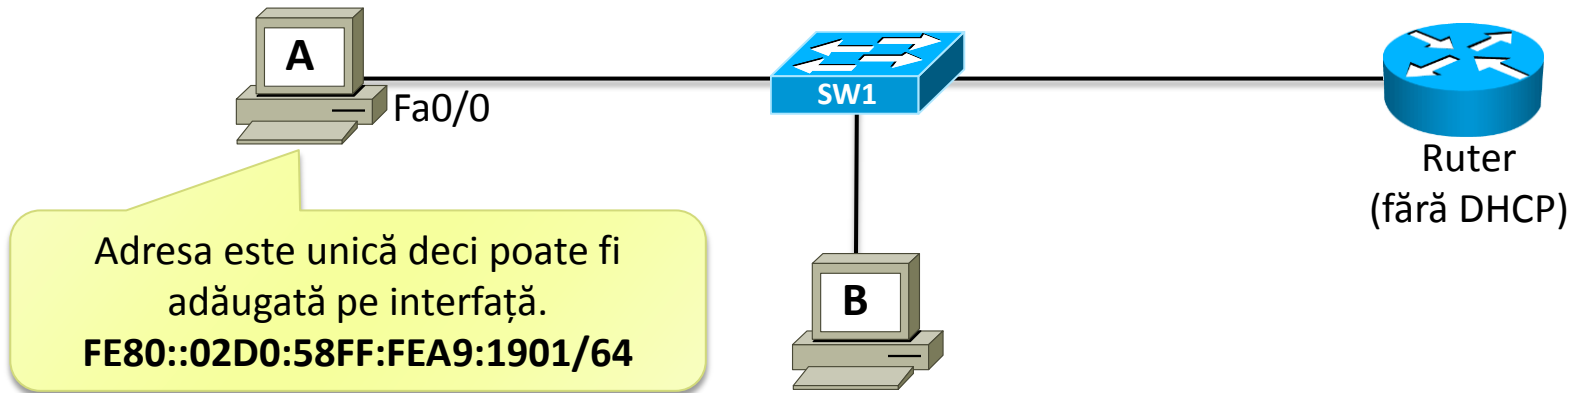 A
Fa0/0
SW1
Ruter
(fără DHCP)
Adresa este unică deci poate fi
adăugată pe interfață.
FE80::02D0:58FF:FEA9:1901/64
B